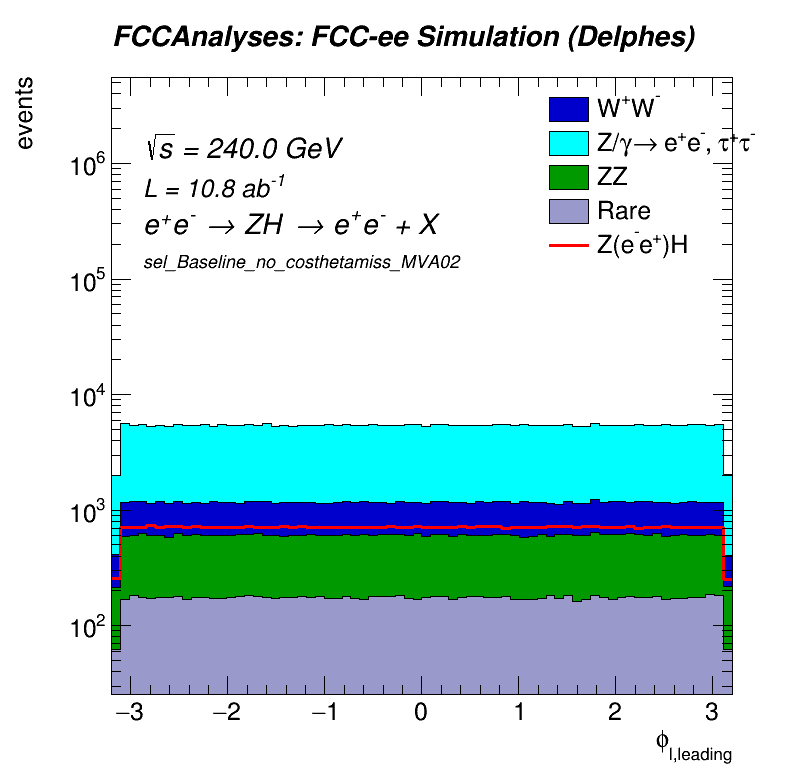 FCCAnalyses: FCC-ee Simulation (Delphes)
events
√s = 240.0 GeV
L = 10.8 ab⁻¹
e⁺e⁻ → ZH → e⁺e⁻ + X
sel_Baseline_no_costhetamiss_MVA02
W⁺W⁻
Z/γ→ e⁺e⁻, τ⁺τ⁻
ZZ
Rare
Z(e⁻e⁺)H
10⁶
10⁵
10⁴
10³
10²
−3 −2 −1 0 1 2 3
ϕ l,leading